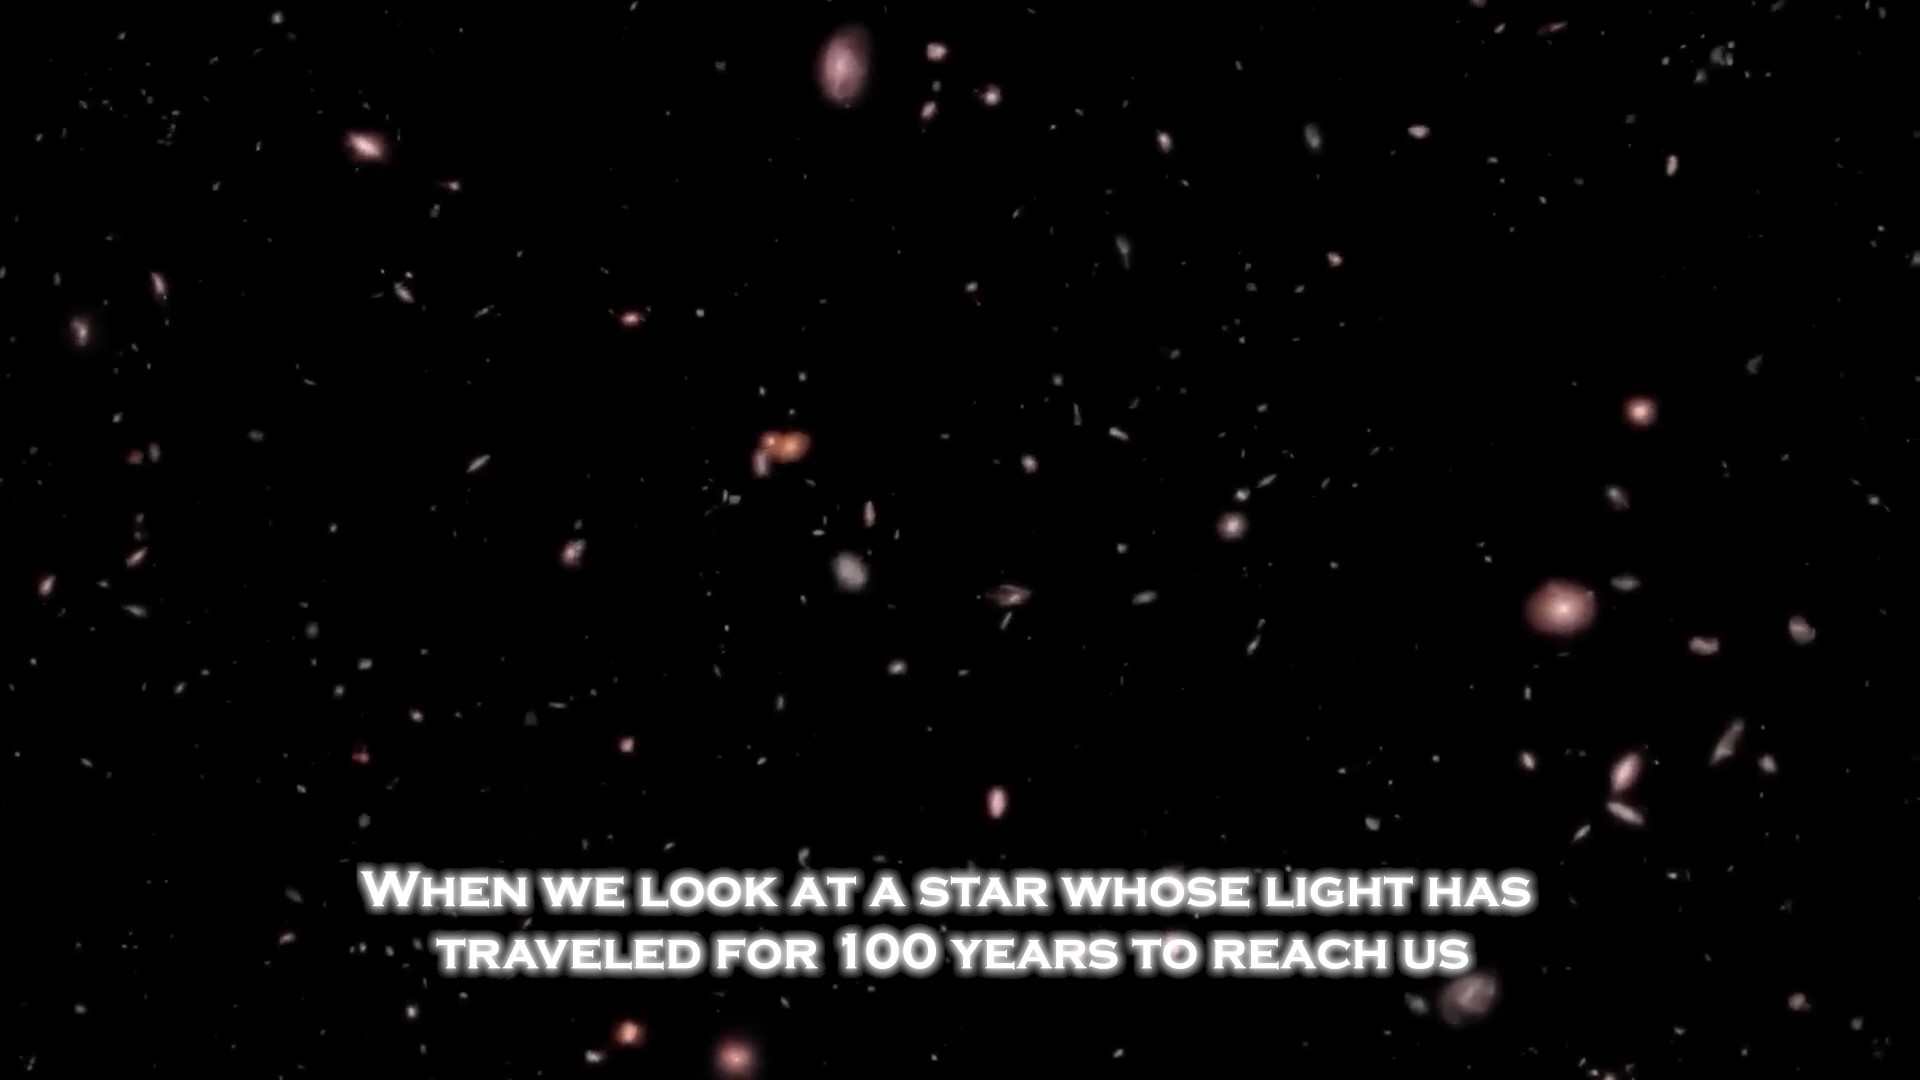 When we look at a star whose light has
traveled for 100 years to reach us